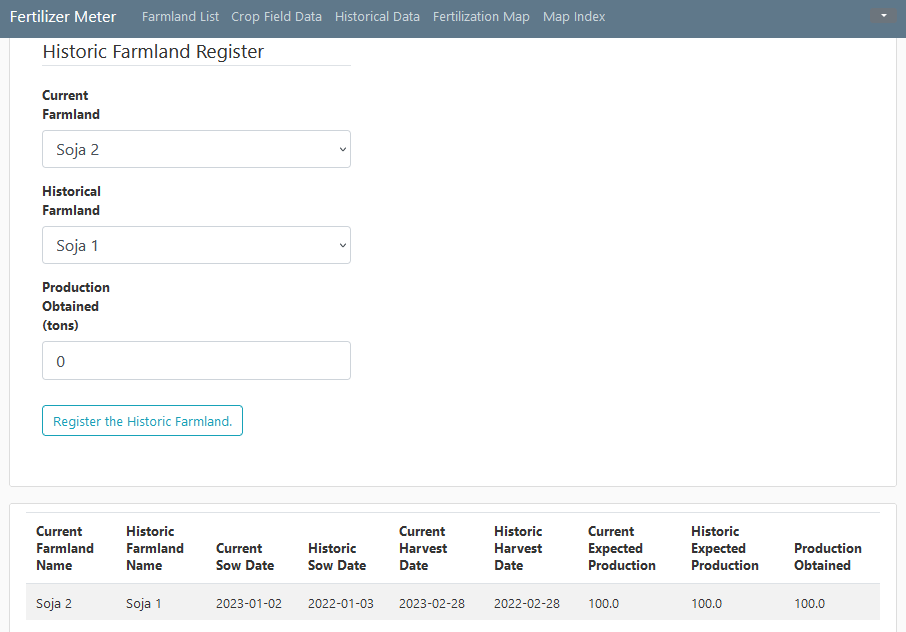 Fertilizer Meter Farmland List Crop Field Data Historical Data Fertilization Map Map Index
Historic Farmland Register
Current
Farmland
Soja 2
Historical
Farmland
Soja 1
Production
Obtained
(tons)
0
Register the Historic Farmland.
Current Farmland Name Historic Farmland Name Current Sow Date Historic Sow Date Current Harvest Date Historic Harvest Date Current Expected Production Historic Expected Production Production Obtained
Soja 2 Soja 1 2023-01-02 2022-01-03 2023-02-28 2022-02-28 100.0 100.0 100.0